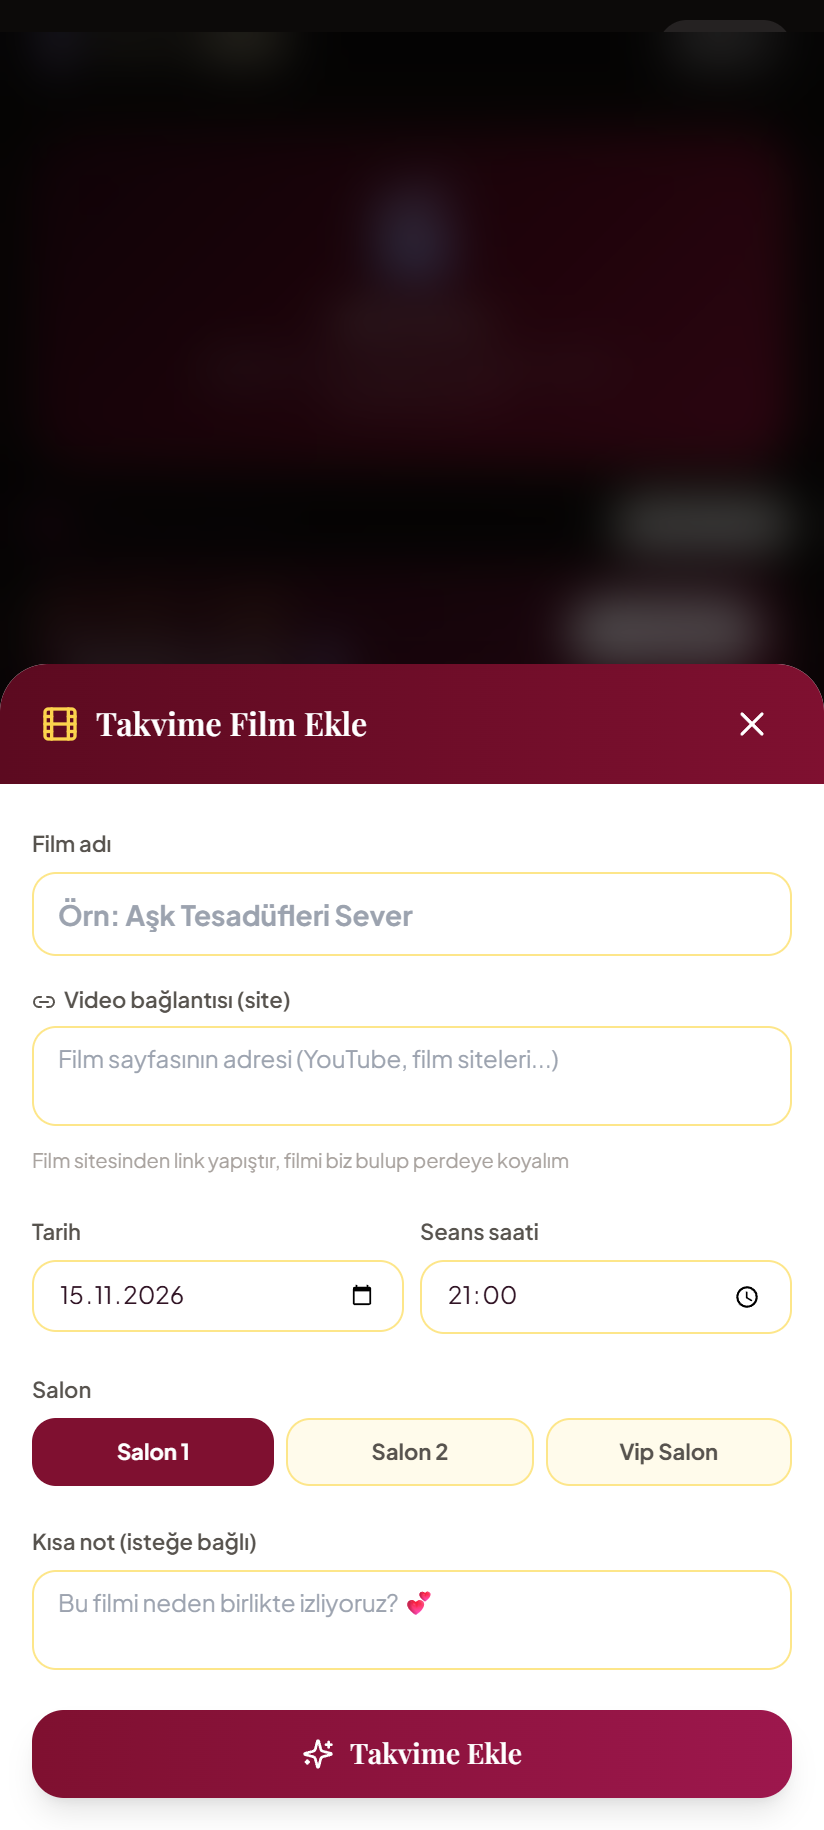 Takvime Film Ekle
Film adı
Örn: Aşk Tesadüfleri Sever
Video bağlantısı (site)
Film sayfasının adresi (YouTube, film siteleri...)
Film sitesinden link yapıştır, filmi biz bulup perdeye koyalım
Tarih
Seans saati
15.11.2026
21:00
Salon
Salon 1
Salon 2
Vip Salon
Kısa not (isteğe bağlı)
Bu filmi neden birlikte izliyoruz? 💕
Takvime Ekle